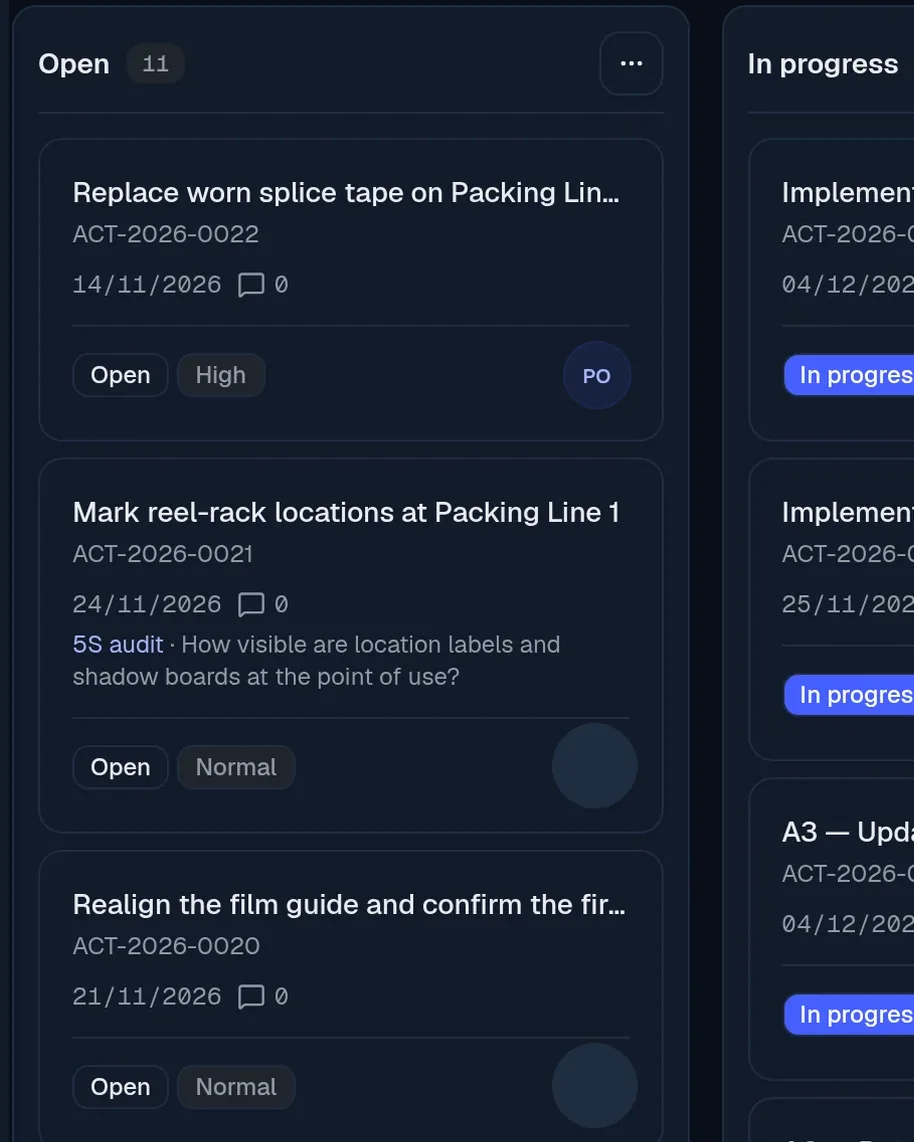 Open 11
Replace worn splice tape on Packing Lin...
ACT-2026-0022
14/11/2026 0
Open High PO
Mark reel-rack locations at Packing Line 1
ACT-2026-0021
24/11/2026 0
5S audit · How visible are location labels and
shadow boards at the point of use?
Open Normal
Realign the film guide and confirm the fir...
ACT-2026-0020
21/11/2026 0
Open Normal
In progress
Implement
ACT-2026-0
04/12/202
In progres
Implement
ACT-2026-0
25/11/202
In progres
A3 — Upda
ACT-2026-0
04/12/202
In progres